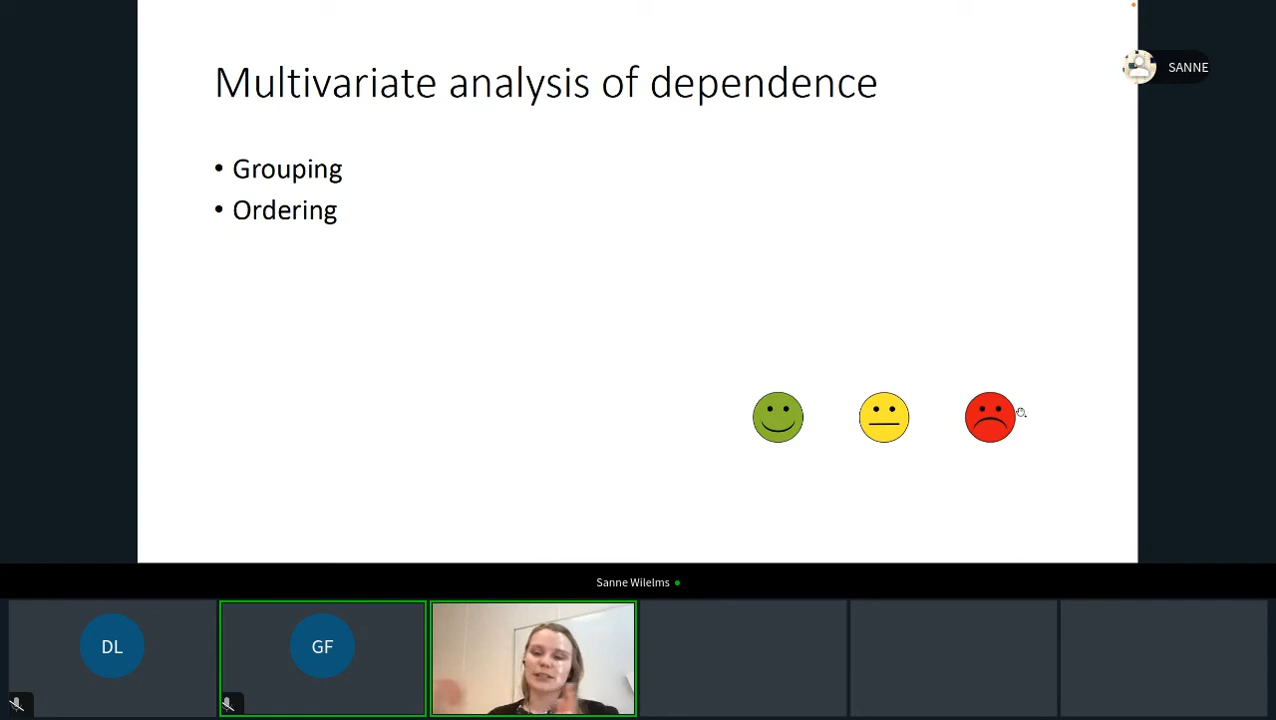 Multivariate analysis of dependence
SANNE
• Grouping
• Ordering
Sanne Wilelms
DL
GF